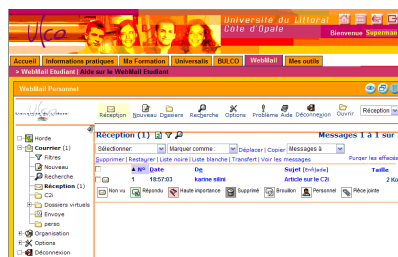 Ulco
Université du Littoral
Côte d'Opale
Bienvenue Superman
Accueil Informations pratiques Ma Formation Universalis BULCO WebMail Mes outils
> WebMail Etudiant | Aide sur le WebMail Etudiant
WebMail Personnel
Réception Nouveau Dossiers Recherche Options Problème Aide Déconnexion Ouvrir Réception
Horde
Courrier (1)
Filtres
Nouveau
Recherche
Réception (1)
C2i
Dossiers virtuels
Envoye
perso
Organisation
Options
Déconnexion
Réception (1) Messages 1 à 1 sur
Sélectionner: Marquer comme: Déplacer | Copier Messages à
Supprimer | Restaurer | Liste noire | Liste blanche | Transfert | Voir les messages Purger les effacés
Nº Date De Sujet [Enfilade] Taille
1 18:57:03 karine silini Article sur le C2i 2 Ko
Non vu Répondu Haute importance Supprimé Brouillon Personnel Pièce jointe